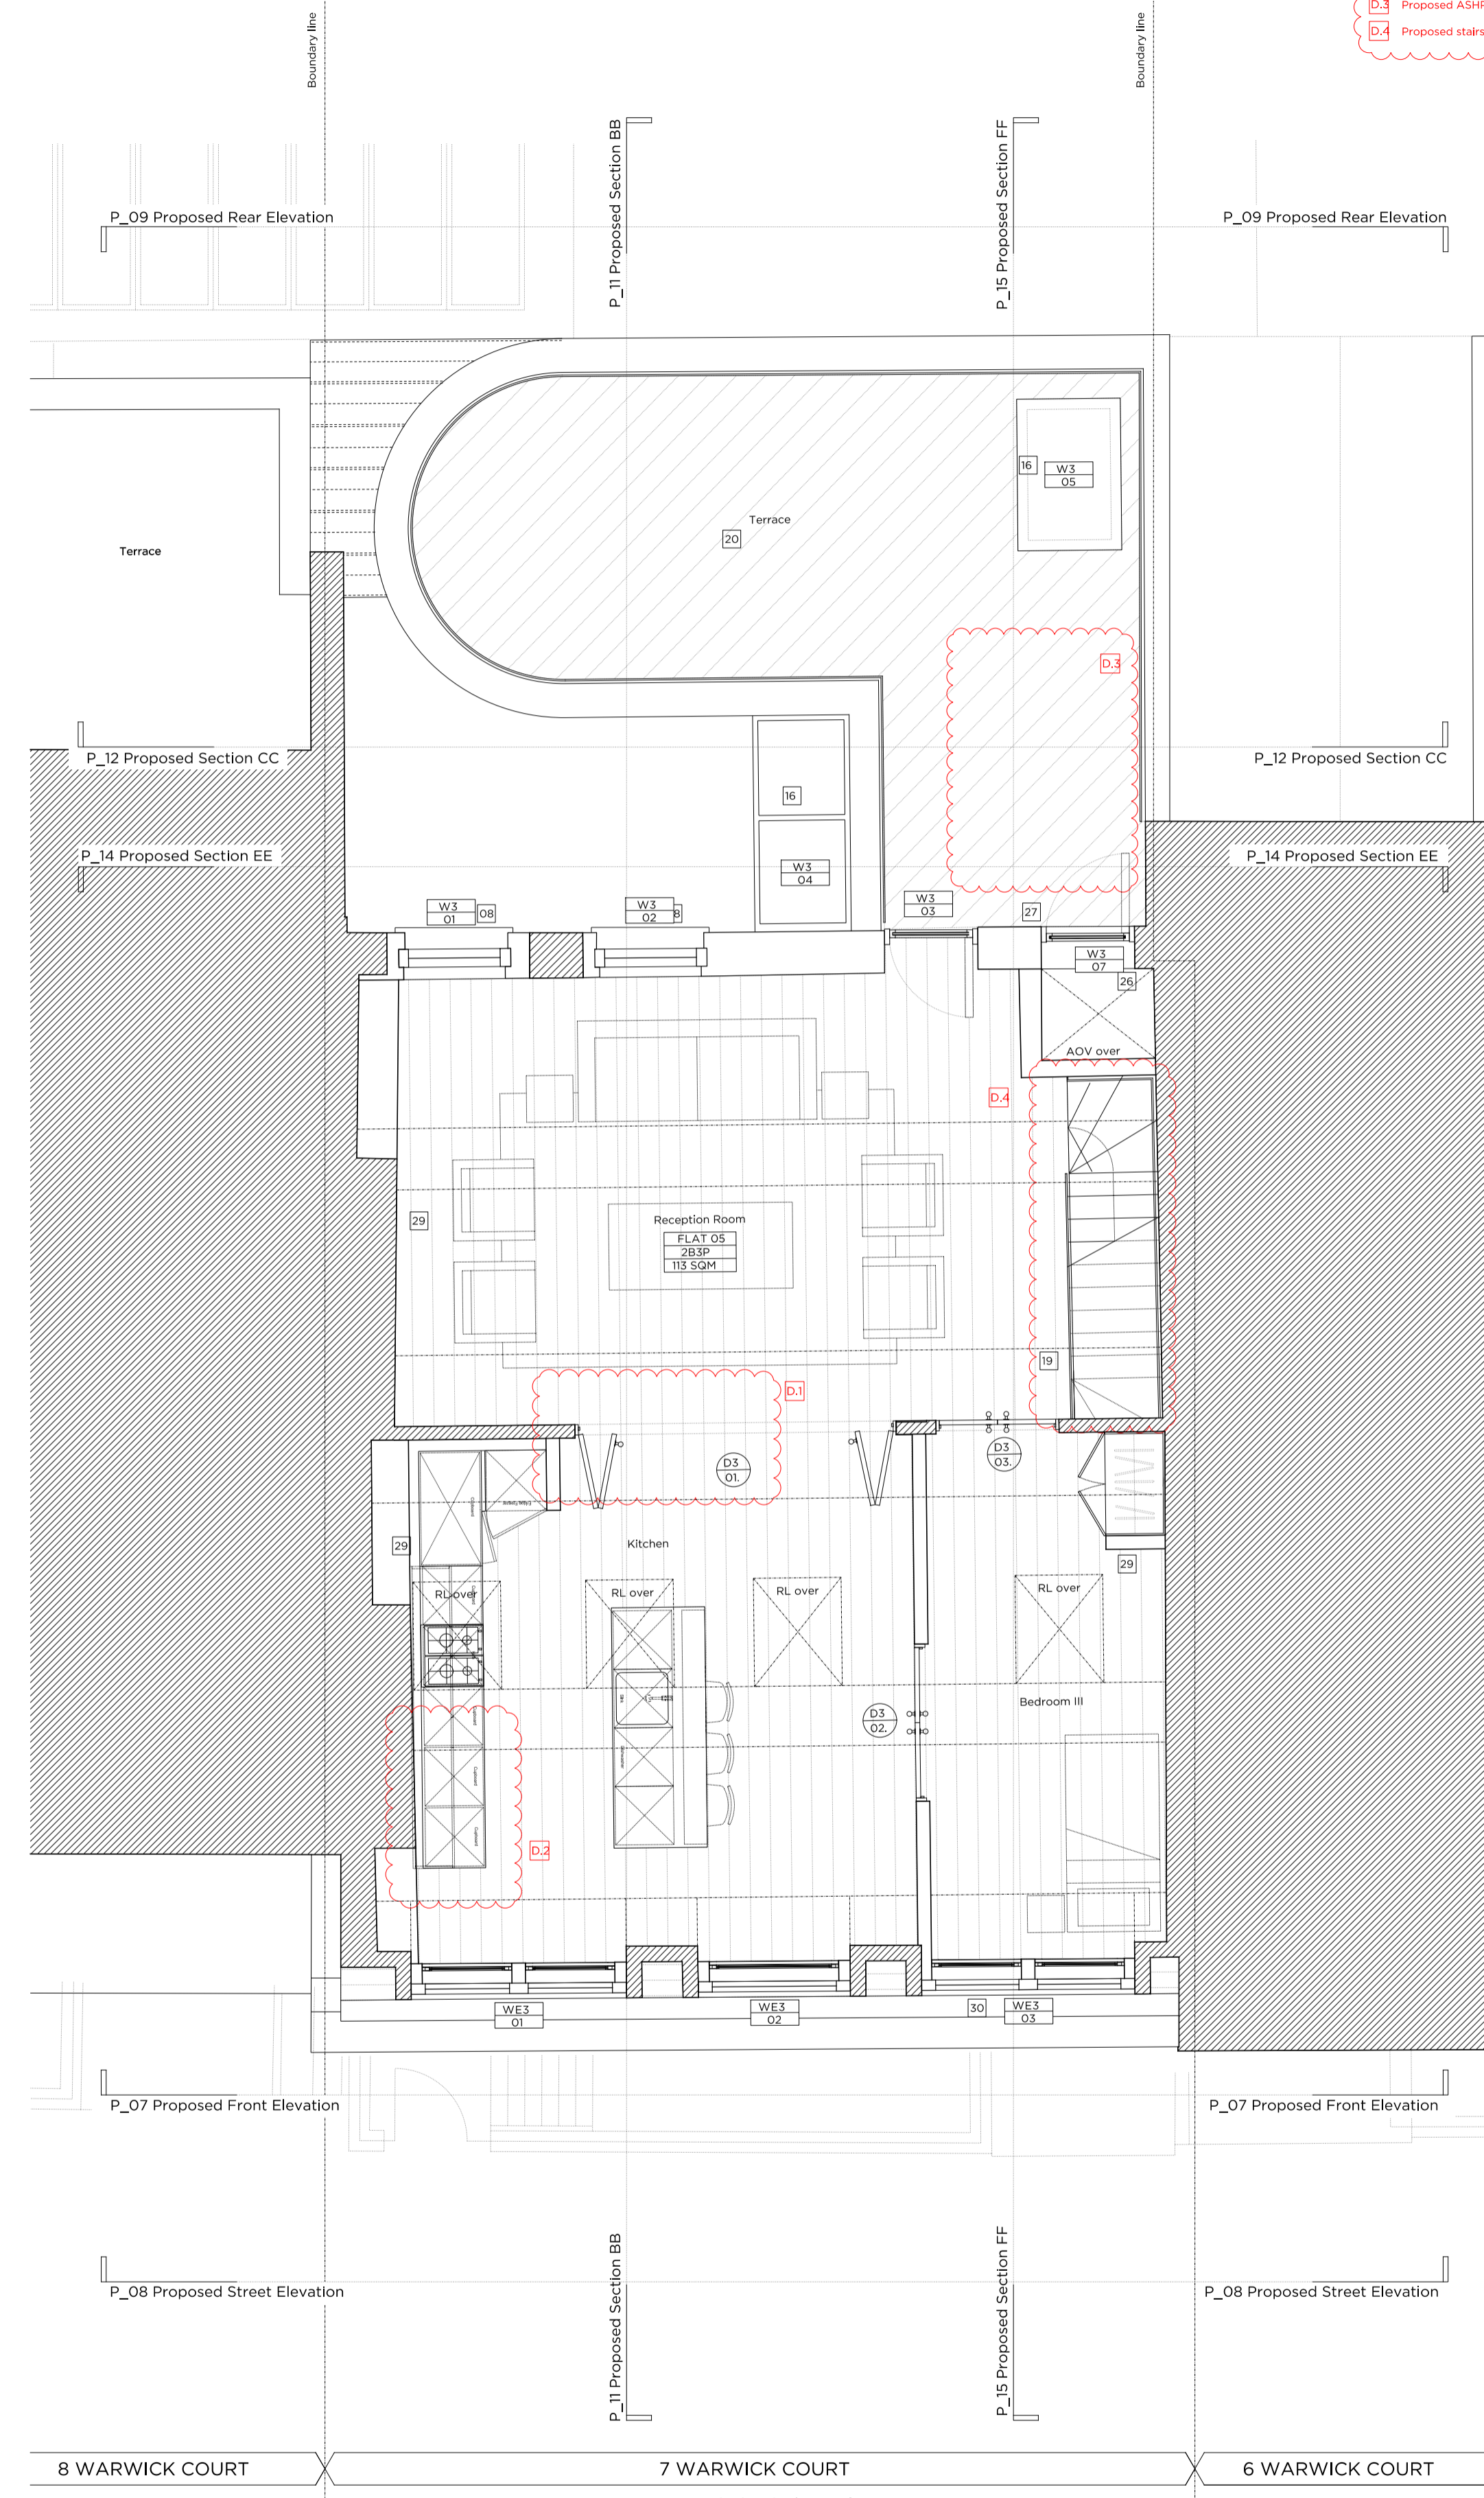 D.3 Proposed ASHP
D.4 Proposed stairs
Boundary line
Boundary line
P_11 Proposed Section BB
P_15 Proposed Section FF
P_09 Proposed Rear Elevation
P_09 Proposed Rear Elevation
16
W3
05
Terrace
20
Terrace
D.3
P_12 Proposed Section CC
P_12 Proposed Section CC
16
P_14 Proposed Section EE
P_14 Proposed Section EE
W3
04
W3
01
08
W3
02
8
W3
03
27
W3
07
26
AOV over
D.4
29
Reception Room
FLAT 05
2B3P
113 SQM
19
D.1
D3
01.
D3
03.
Kitchen
29
29
RL over
RL over
RL over
RL over
Cupboard
Cupboard
Cupboard
Cupboard
Sink
Dishwasher
Bedroom III
D3
02.
D.2
WE3
01
WE3
02
30
WE3
03
P_07 Proposed Front Elevation
P_07 Proposed Front Elevation
P_08 Proposed Street Elevation
P_08 Proposed Street Elevation
P_11 Proposed Section BB
P_15 Proposed Section FF
8 WARWICK COURT
7 WARWICK COURT
6 WARWICK COURT